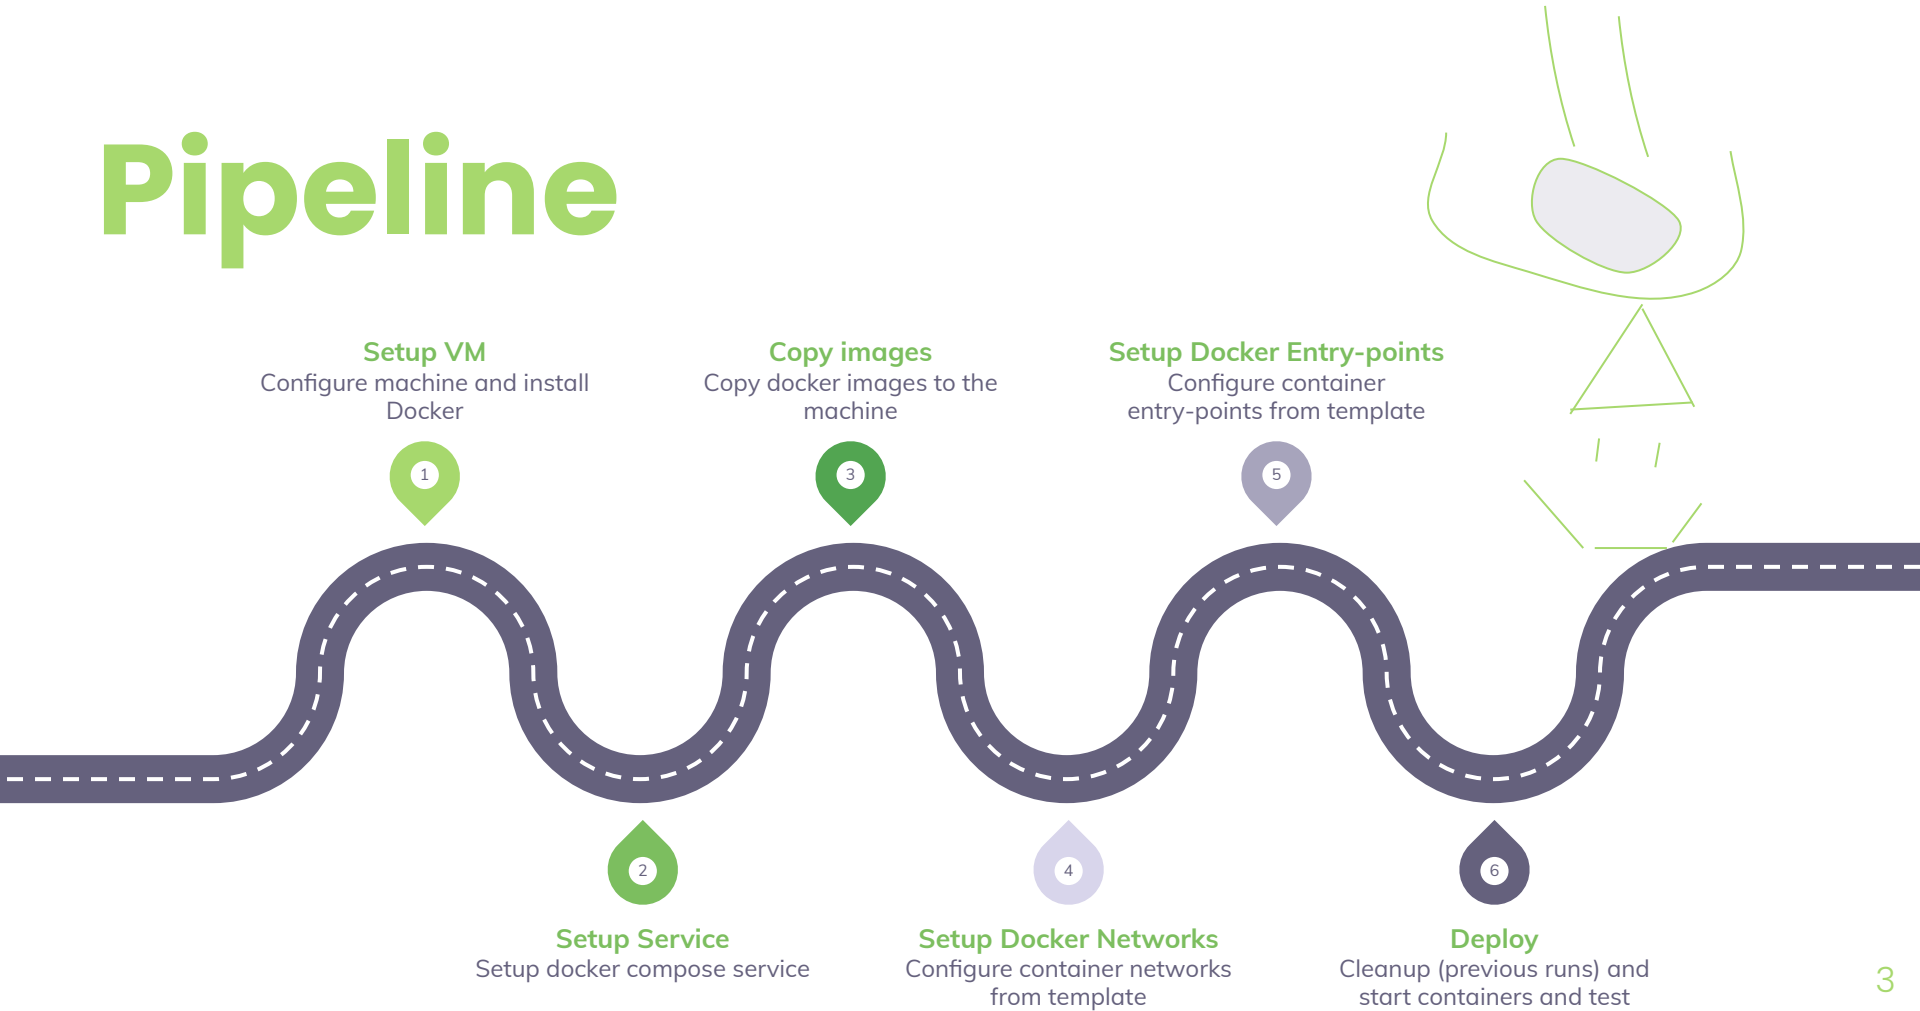 Pipeline
Setup VM
Configure machine and install
Docker
1
Copy images
Copy docker images to the
machine
3
Setup Docker Entry-points
Configure container
entry-points from template
5
2
Setup Service
Setup docker compose service
4
Setup Docker Networks
Configure container networks
from template
6
Deploy
Cleanup (previous runs) and
start containers and test
3